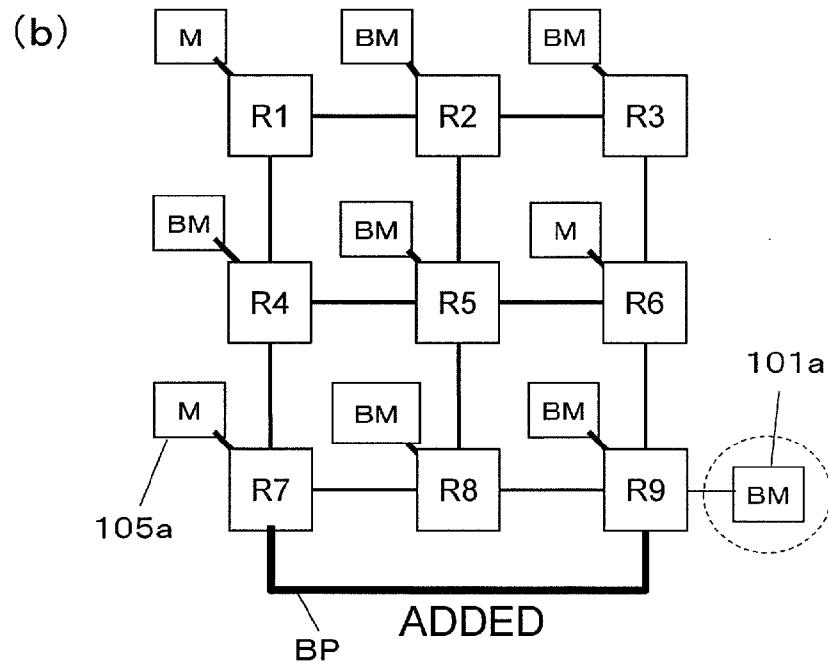 (b)
M BM BM
R1 R2 R3
BM BM M
R4 R5 R6
101a
M BM BM
BM
R7 R8 R9
105a
ADDED
BP